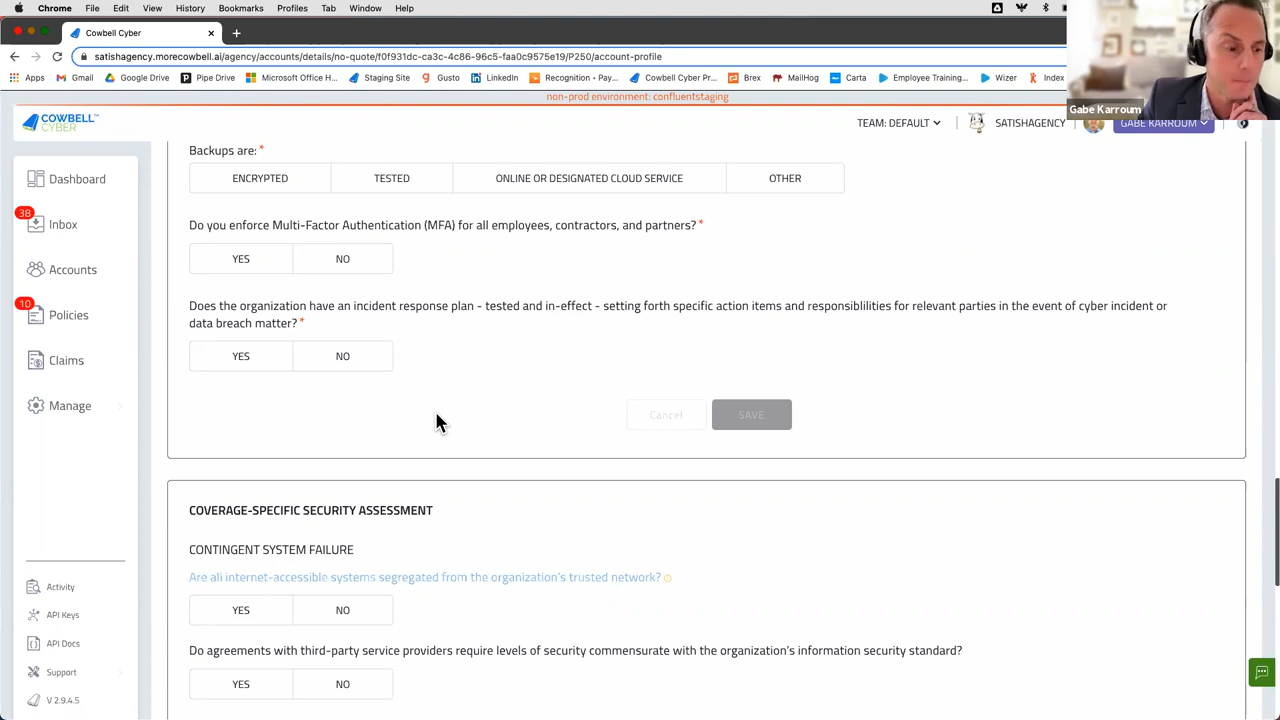 Chrome File Edit View History Bookmarks Profiles Tab Window Help
Cowbell Cyber
satishagency.morecowbell.ai/agency/accounts/details/no-quote/f0f931dc-ca3c-4c86-96c5-faa0c9575e19/P250/account-profile
Apps Gmail Google Drive Pipe Drive Microsoft Office H... Staging Site Gusto LinkedIn Recognition - Pay... Cowbell Cyber Pr... Brex MailHog Carta Employee Training... Wizer Index
non-prod environment: confluentstaging
Gabe Karroum
COWBELL
CYBER
TEAM: DEFAULT SATISHAGENCY GABE KARROUM
Dashboard
38
Inbox
Accounts
10
Policies
Claims
Manage
Activity
API Keys
API Docs
Support
V 2.9.4.5
Backups are: *
ENCRYPTED TESTED ONLINE OR DESIGNATED CLOUD SERVICE OTHER
Do you enforce Multi-Factor Authentication (MFA) for all employees, contractors, and partners? *
YES NO
Does the organization have an incident response plan - tested and in-effect - setting forth specific action items and responsiblilities for relevant parties in the event of cyber incident or
data breach matter? *
YES NO
Cancel SAVE
COVERAGE-SPECIFIC SECURITY ASSESSMENT
CONTINGENT SYSTEM FAILURE
Are all internet-accessible systems segregated from the organization's trusted network?
YES NO
Do agreements with third-party service providers require levels of security commensurate with the organization's information security standard?
YES NO